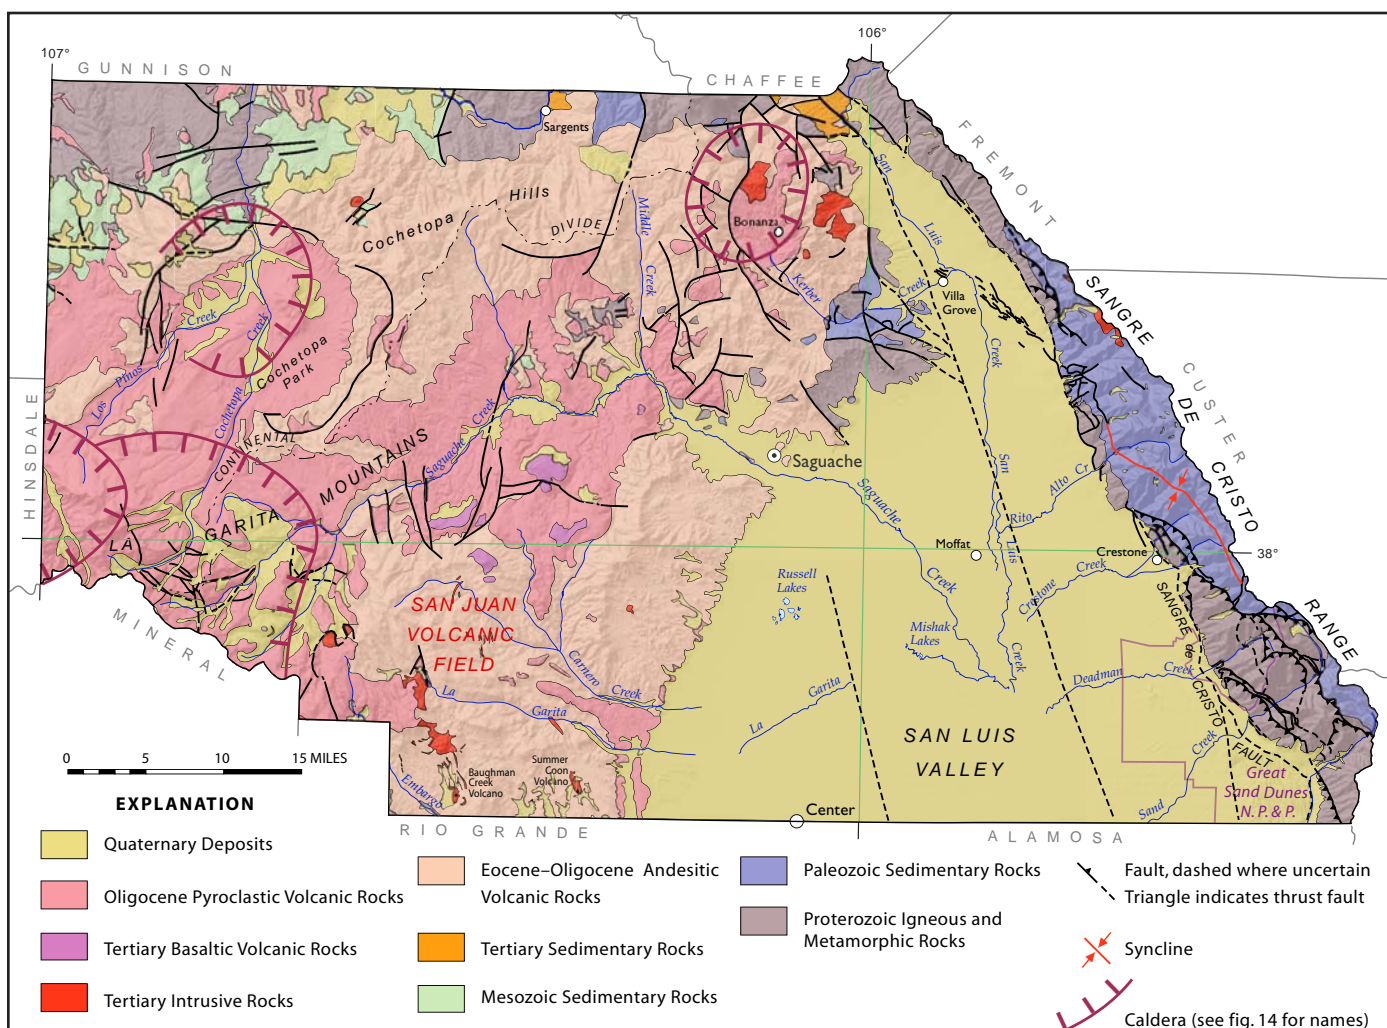 107°
106°
GUNNISON
CHAFFEE
FREMONT
Sargents
San
Luis
Creek
Hills
Cochetopa
DIVIDE
Middle
Creek
Bonanza
Kerber
Creek
Villa
Grove
SANGRE
DE
CRISTO
RANGE
CUSTER
HINSDALE
Los
Pinos
Creek
Cochetopa
Creek
Cochetopa
Park
CONTINENTAL
LA
GARITA
MOUNTAINS
Saguache
Creek
Saguache
Saguache
Creek
San
Luis
Creek
Rito
Alto
Cr
Moffat
Crestone
Crestone
Creek
38°
Russell
Lakes
Mishak
Lakes
SAN JUAN
VOLCANIC
FIELD
MINERAL
Carnero
Creek
La
Garita
La
Garita
Deadman
Creek
SANGRE de CRISTO
FAULT
SAN LUIS
VALLEY
Great
Sand Dunes
N. P. & P.
Sand
Creek
Baughman
Creek
Volcano
Summer
Coon
Volcano
Embargo
Center
RIO GRANDE
ALAMOSA
0 5 10 15 MILES
EXPLANATION
Quaternary Deposits
Oligocene Pyroclastic Volcanic Rocks
Tertiary Basaltic Volcanic Rocks
Tertiary Intrusive Rocks
Eocene–Oligocene Andesitic
Volcanic Rocks
Tertiary Sedimentary Rocks
Mesozoic Sedimentary Rocks
Paleozoic Sedimentary Rocks
Proterozoic Igneous and
Metamorphic Rocks
Fault, dashed where uncertain
Triangle indicates thrust fault
Syncline
Caldera (see fig. 14 for names)